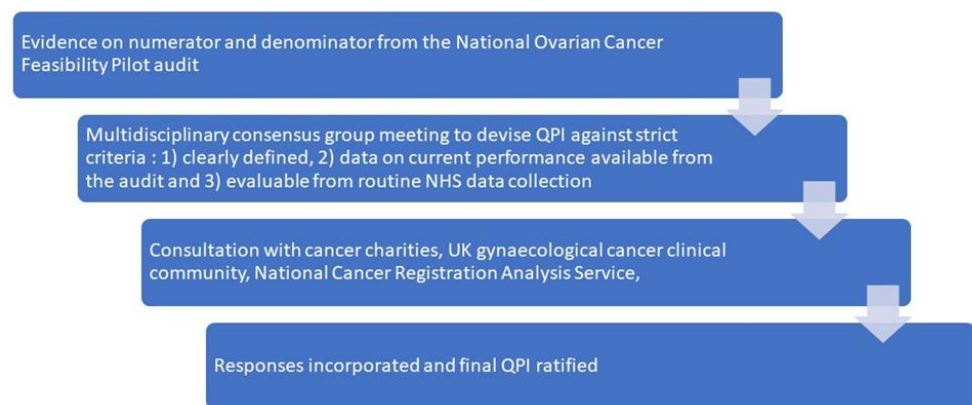 Evidence on numerator and denominator from the National Ovarian Cancer
Feasibility Pilot audit
Multidisciplinary consensus group meeting to devise QPI against strict
criteria : 1) clearly defined, 2) data on current performance available from
the audit and 3) evaluable from routine NHS data collection
Consultation with cancer charities, UK gynaecological cancer clinical
community, National Cancer Registration Analysis Service,
Responses incorporated and final QPI ratified